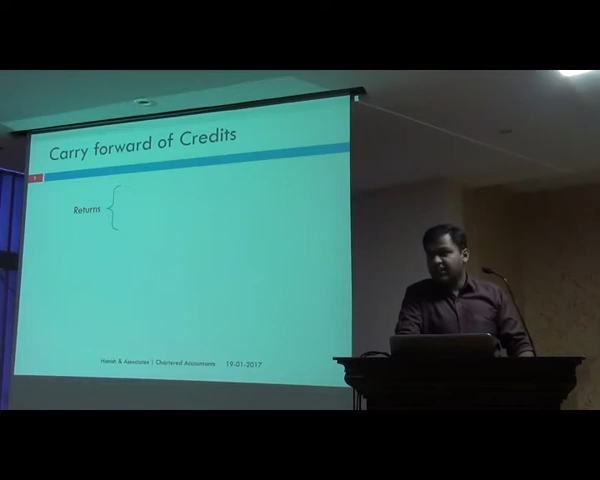 Carry forward of Credits
Returns
Harish & Associates | Chartered Accountants 19-01-2017